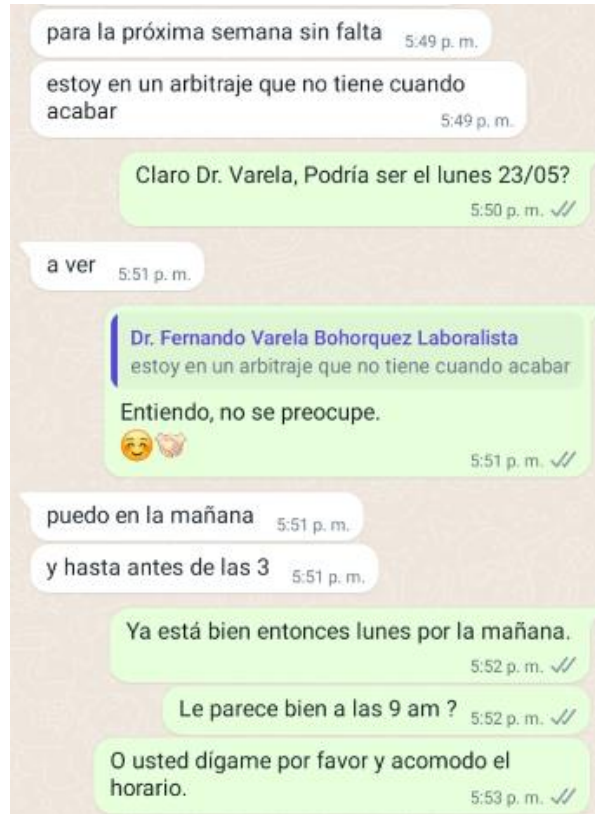 para la próxima semana sin falta 5:49 p. m.
estoy en un arbitraje que no tiene cuando
acabar 5:49 p. m.
Claro Dr. Varela, Podría ser el lunes 23/05?
5:50 p. m.
a ver 5:51 p. m.
Dr. Fernando Varela Bohorquez Laboralista
estoy en un arbitraje que no tiene cuando acabar
Entiendo, no se preocupe.
5:51 p. m.
puedo en la mañana 5:51 p. m.
y hasta antes de las 3 5:51 p. m.
Ya está bien entonces lunes por la mañana.
5:52 p. m.
Le parece bien a las 9 am ? 5:52 p. m.
O usted dígame por favor y acomodo el
horario. 5:53 p. m.